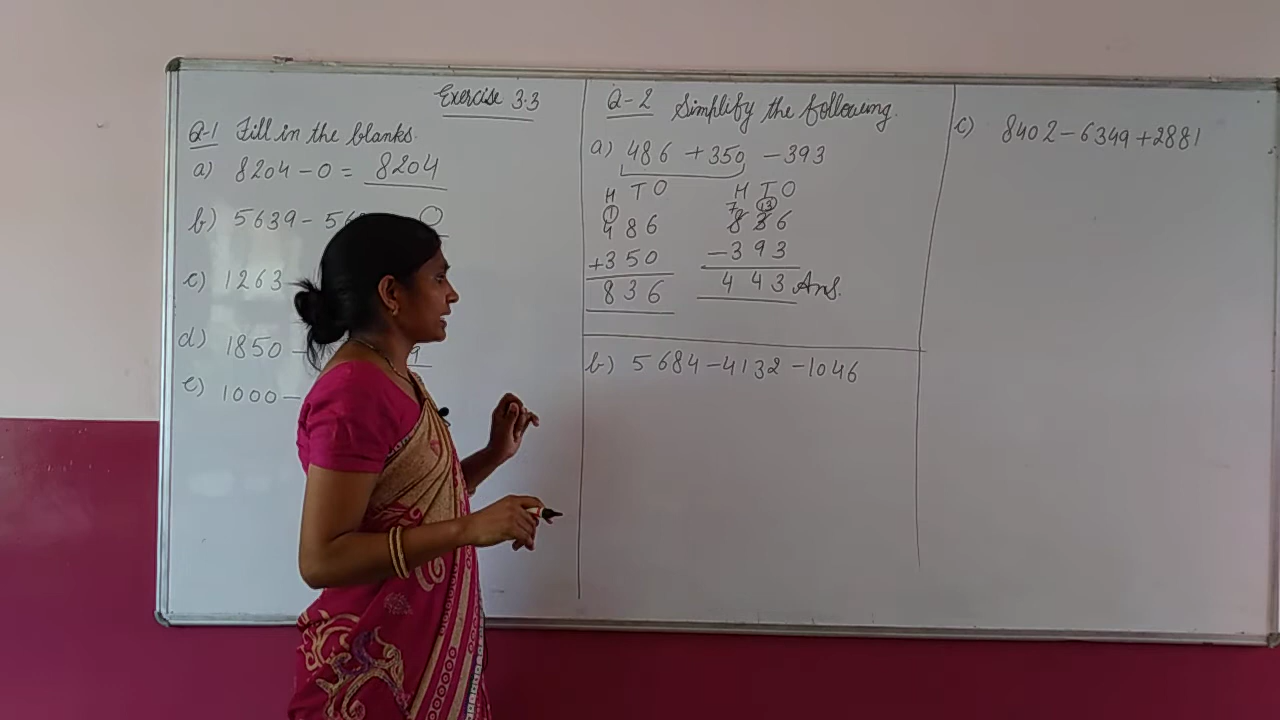 Exercise 3.3
Q-1 Fill in the blanks.
a) 8204 - 0 = 8204
b) 5639 - 0
c) 1263 -
d) 1850 - 9
e) 1000 -
Q-2 Simplify the following.
a) 486 + 350 - 393
H T O
1
486
+350
836
H T O
7 13
836
-393
443 Ans.
b) 5684 - 4132 - 1046
c) 8402 - 6349 + 2881